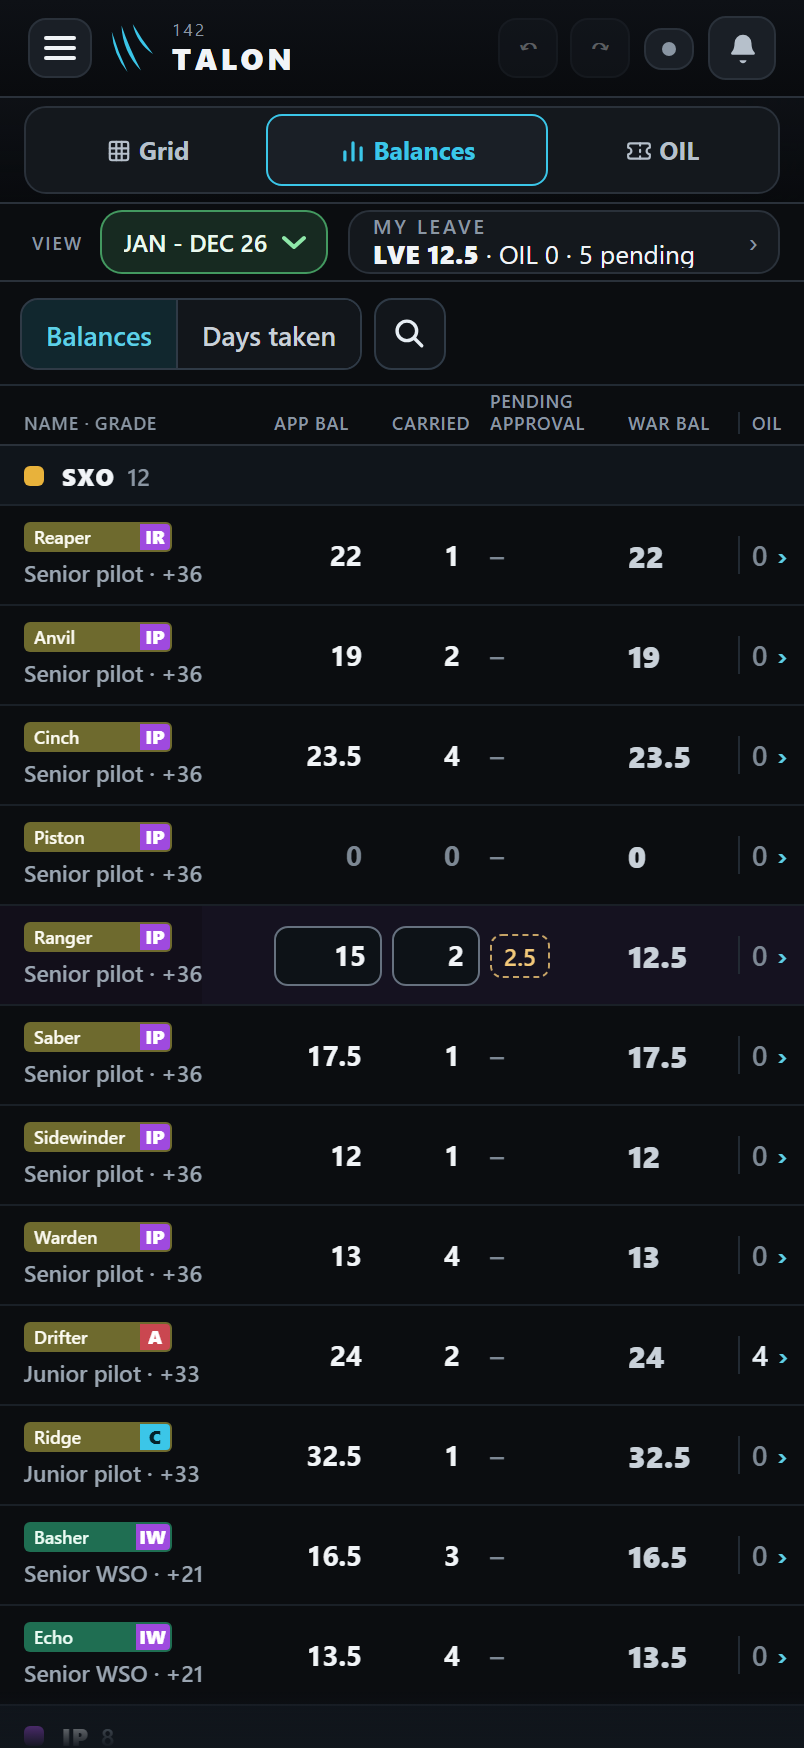 142
TALON
Grid
Balances
OIL
VIEW
JAN - DEC 26
MY LEAVE
LVE 12.5 · OIL 0 · 5 pending
Balances
Days taken
NAME · GRADE
APP BAL
CARRIED
PENDING APPROVAL
WAR BAL
OIL
SXO 12
Reaper IR
Senior pilot · +36
22 1 – 22 0 ›
Anvil IP
Senior pilot · +36
19 2 – 19 0 ›
Cinch IP
Senior pilot · +36
23.5 4 – 23.5 0 ›
Piston IP
Senior pilot · +36
0 0 – 0 0 ›
Ranger IP
Senior pilot · +36
15 2 2.5 12.5 0 ›
Saber IP
Senior pilot · +36
17.5 1 – 17.5 0 ›
Sidewinder IP
Senior pilot · +36
12 1 – 12 0 ›
Warden IP
Senior pilot · +36
13 4 – 13 0 ›
Drifter A
Junior pilot · +33
24 2 – 24 4 ›
Ridge C
Junior pilot · +33
32.5 1 – 32.5 0 ›
Basher IW
Senior WSO · +21
16.5 3 – 16.5 0 ›
Echo IW
Senior WSO · +21
13.5 4 – 13.5 0 ›
IP 8